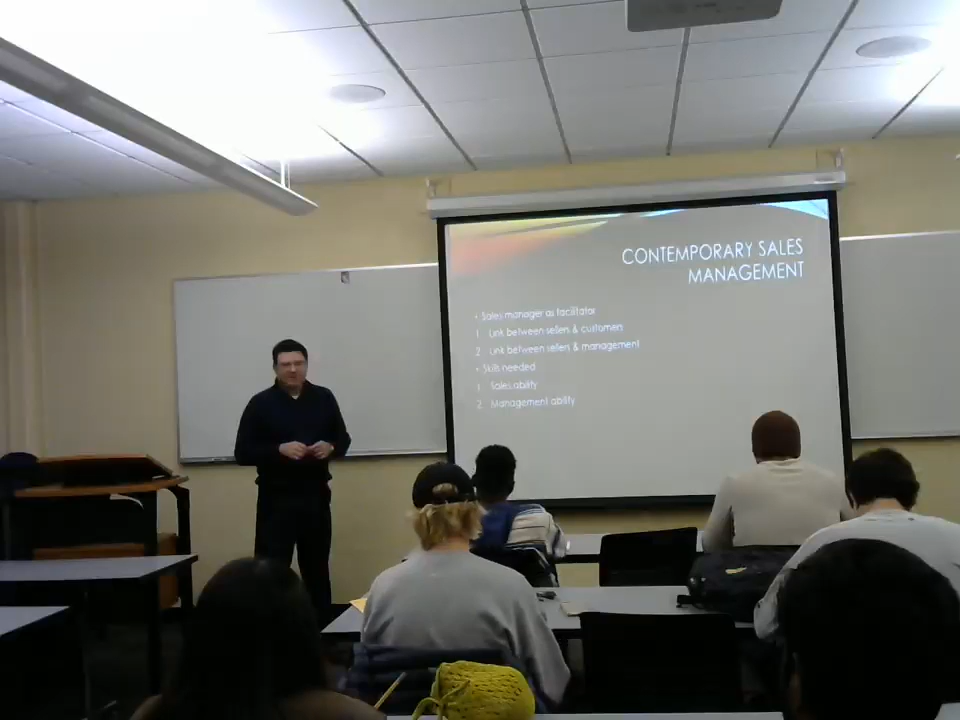 CONTEMPORARY SALES
MANAGEMENT
• Sales manager as facilitator
1. Link between sellers & customers
2. Link between sellers & management
• Skills needed
1. Sales ability
2. Management ability